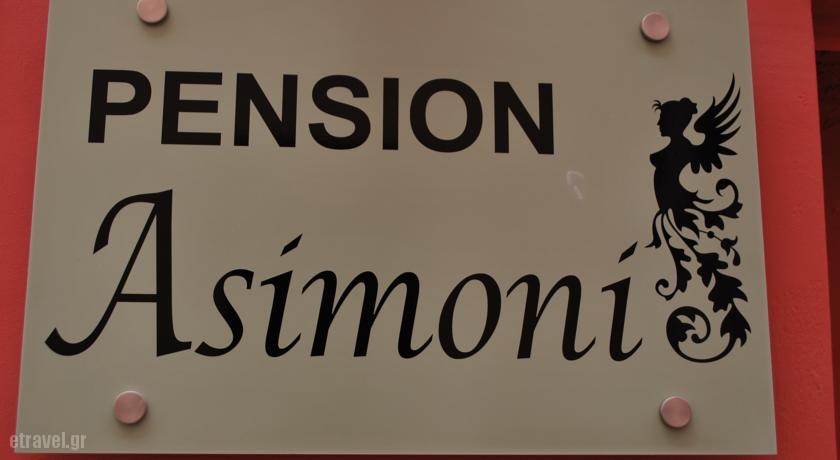 PENSION
Asimoni
etravel.gr